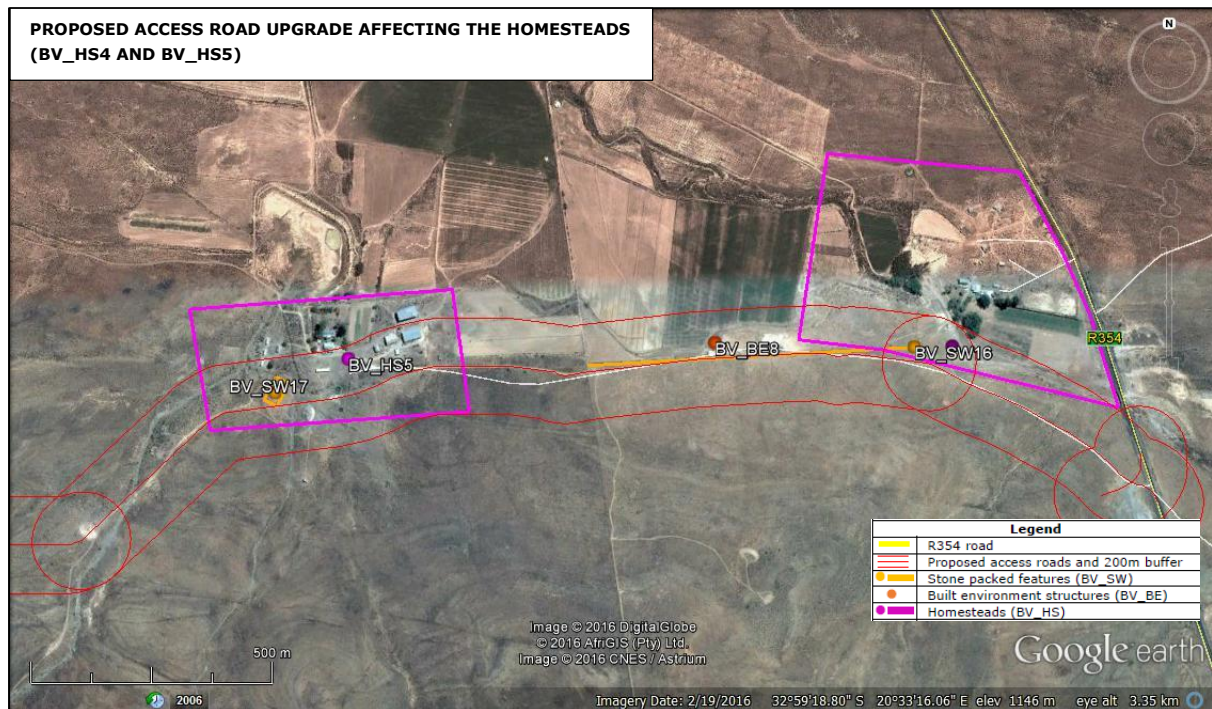 PROPOSED ACCESS ROAD UPGRADE AFFECTING THE HOMESTEADS
(BV_HS4 AND BV_HS5)
N
R354
BV_BE8
BV_SW16
BV_HS5
BV_SW17
Legend
R354 road
Proposed access roads and 200m buffer
Stone packed features (BV_SW)
Built environment structures (BV_BE)
Homesteads (BV_HS)
Image © 2016 DigitalGlobe
© 2016 AfriGIS (Pty) Ltd.
Image © 2016 CNES / Astrium
Google earth
500 m
2006
Imagery Date: 2/19/2016 32°59'18.80" S 20°33'16.06" E elev 1146 m eye alt 3.35 km